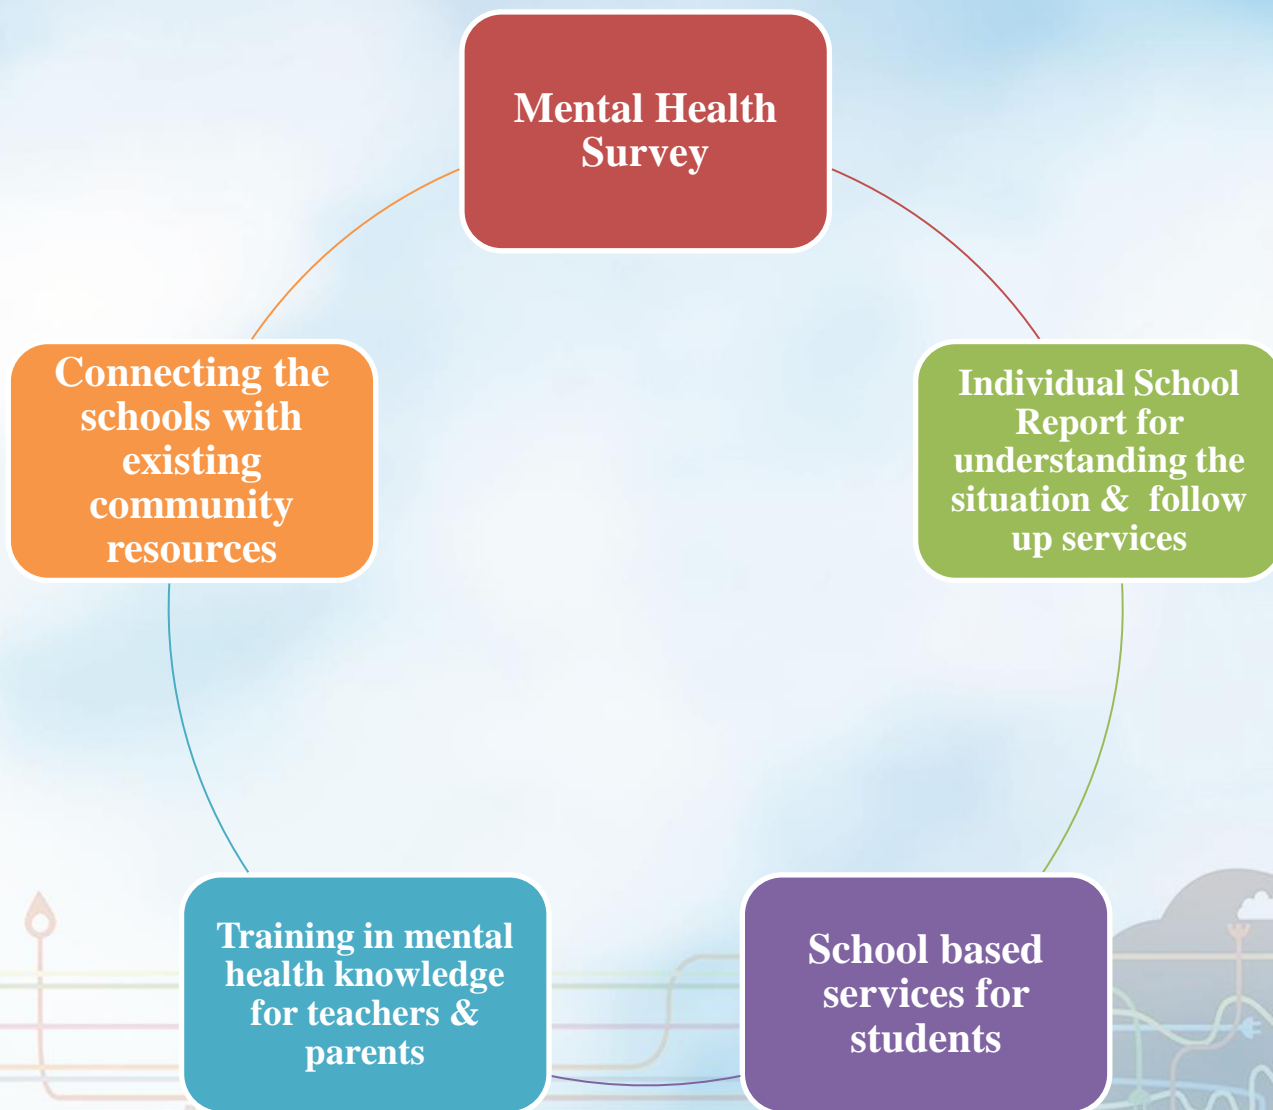 Mental Health
Survey
Individual School
Report for
understanding the
situation & follow
up services
School based
services for
students
Training in mental
health knowledge
for teachers &
parents
Connecting the
schools with
existing
community
resources